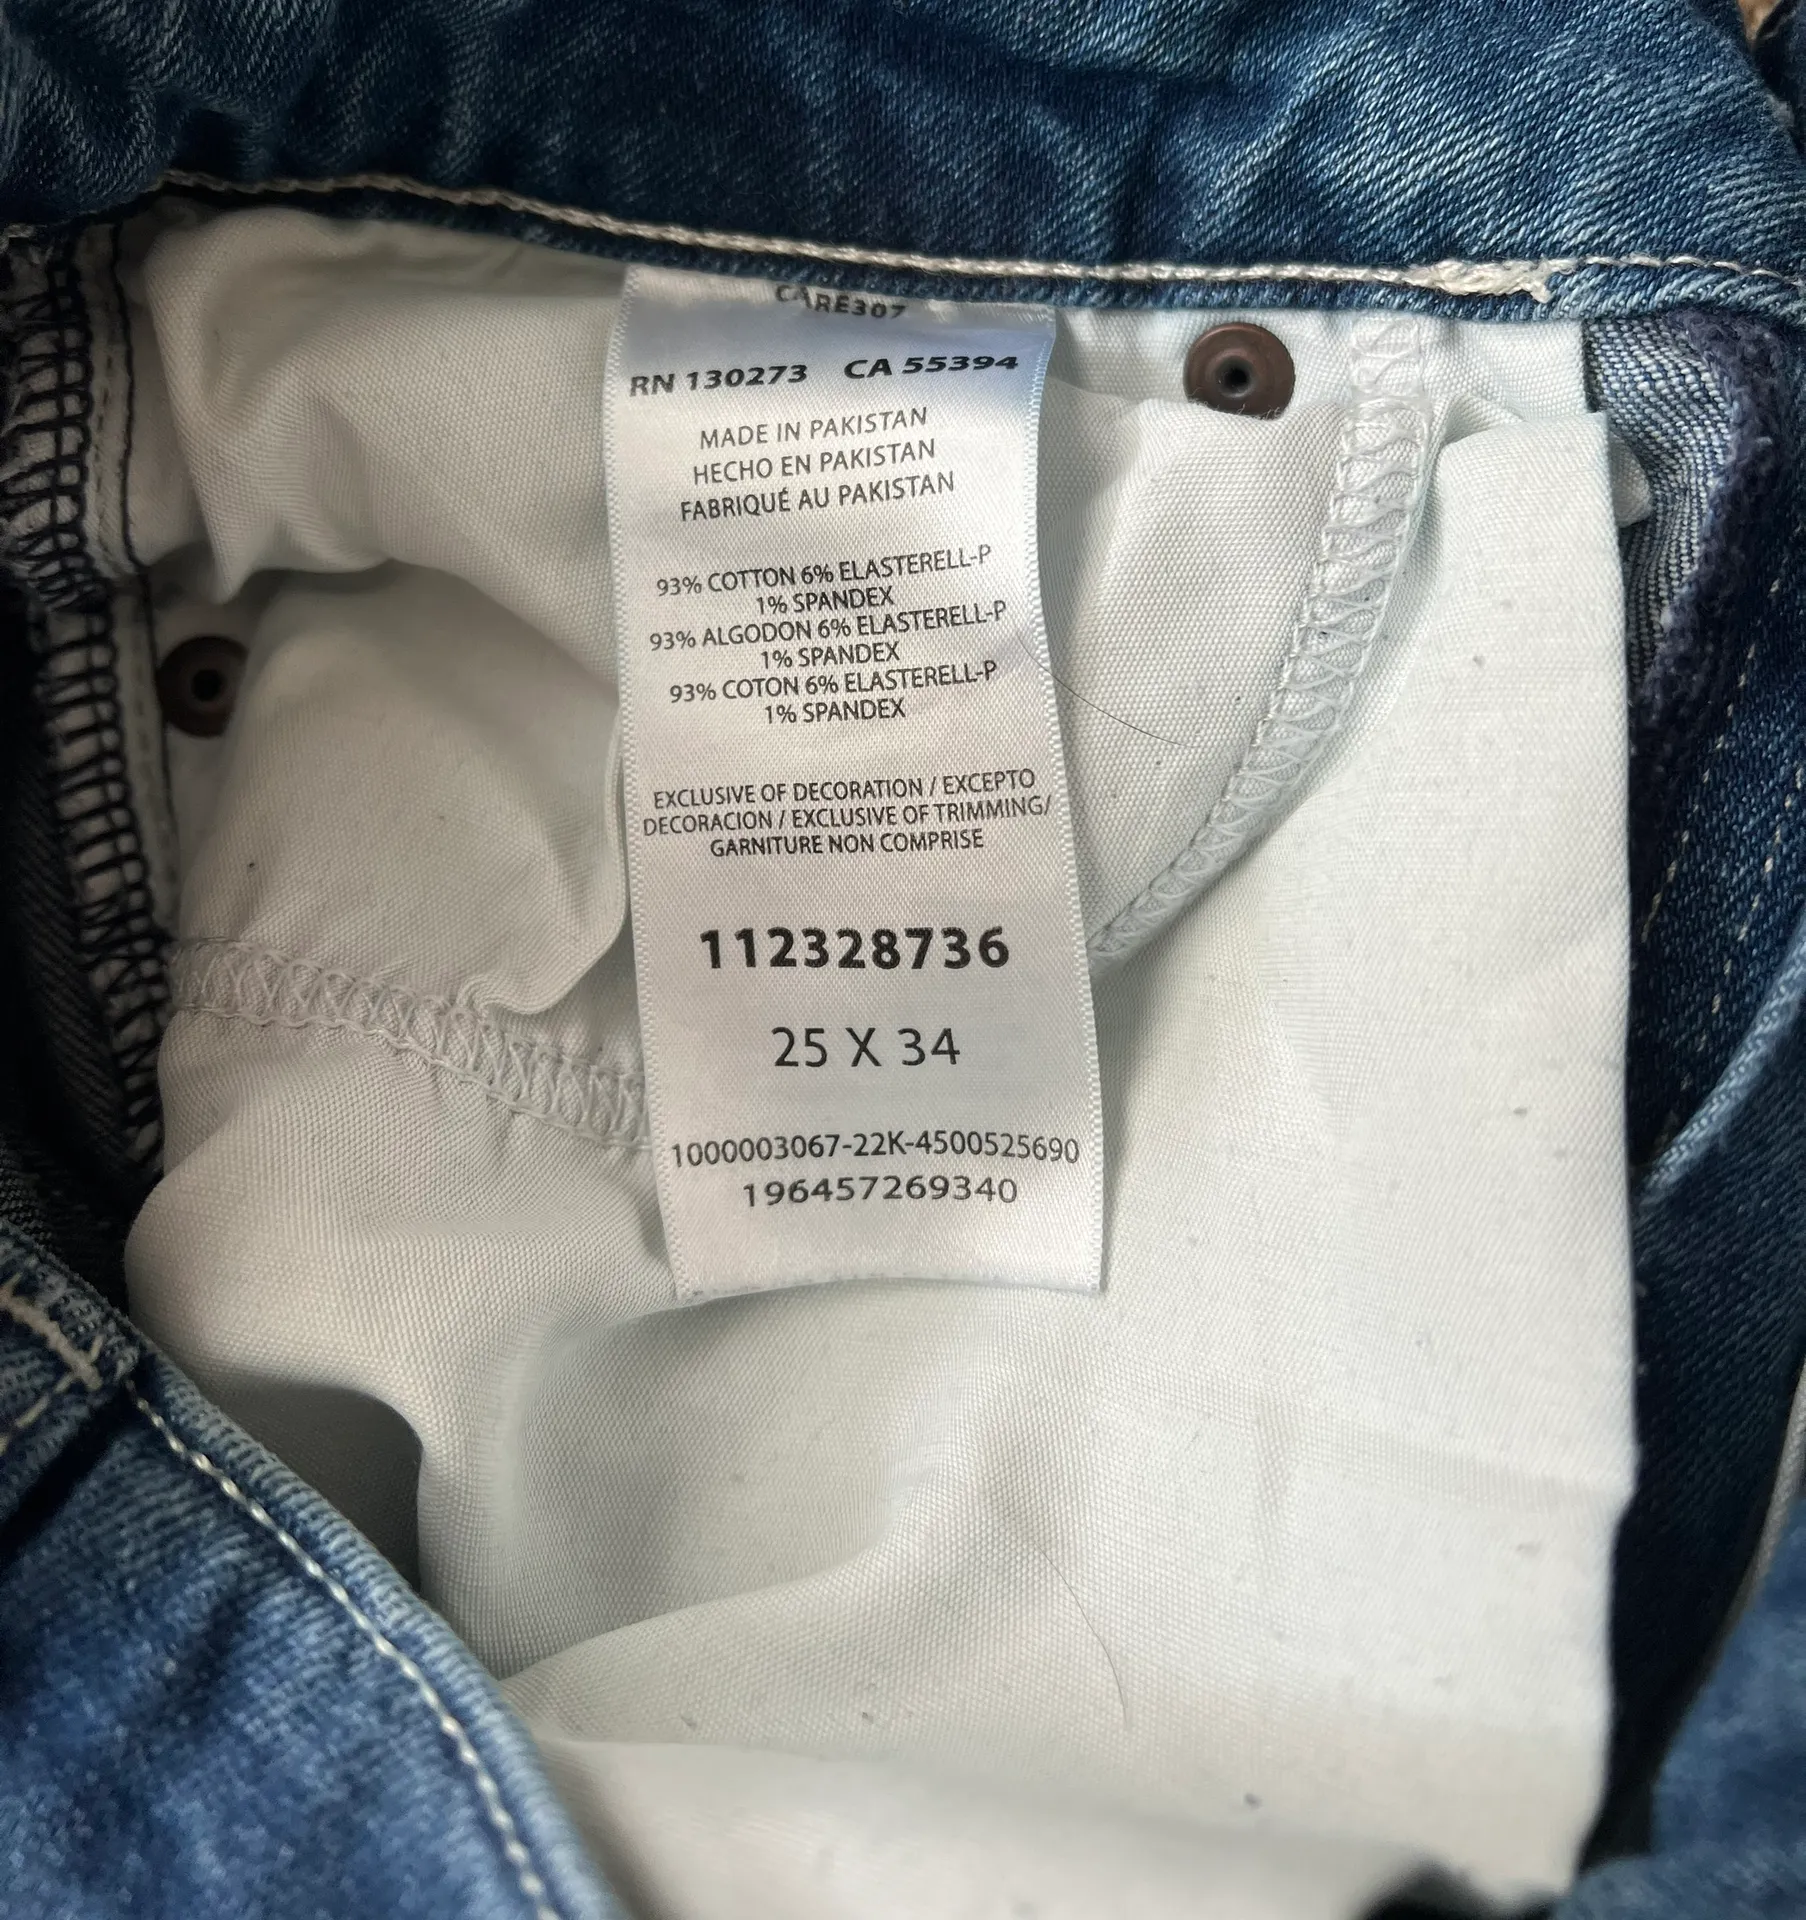 CARE307
RN 130273 CA 55394
MADE IN PAKISTAN
HECHO EN PAKISTAN
FABRIQUÉ AU PAKISTAN
93% COTTON 6% ELASTERELL-P
1% SPANDEX
93% ALGODON 6% ELASTERELL-P
1% SPANDEX
93% COTON 6% ELASTERELL-P
1% SPANDEX
EXCLUSIVE OF DECORATION / EXCEPTO
DECORACION / EXCLUSIVE OF TRIMMING/
GARNITURE NON COMPRISE
112328736
25 X 34
1000003067-22K-4500525690
196457269340